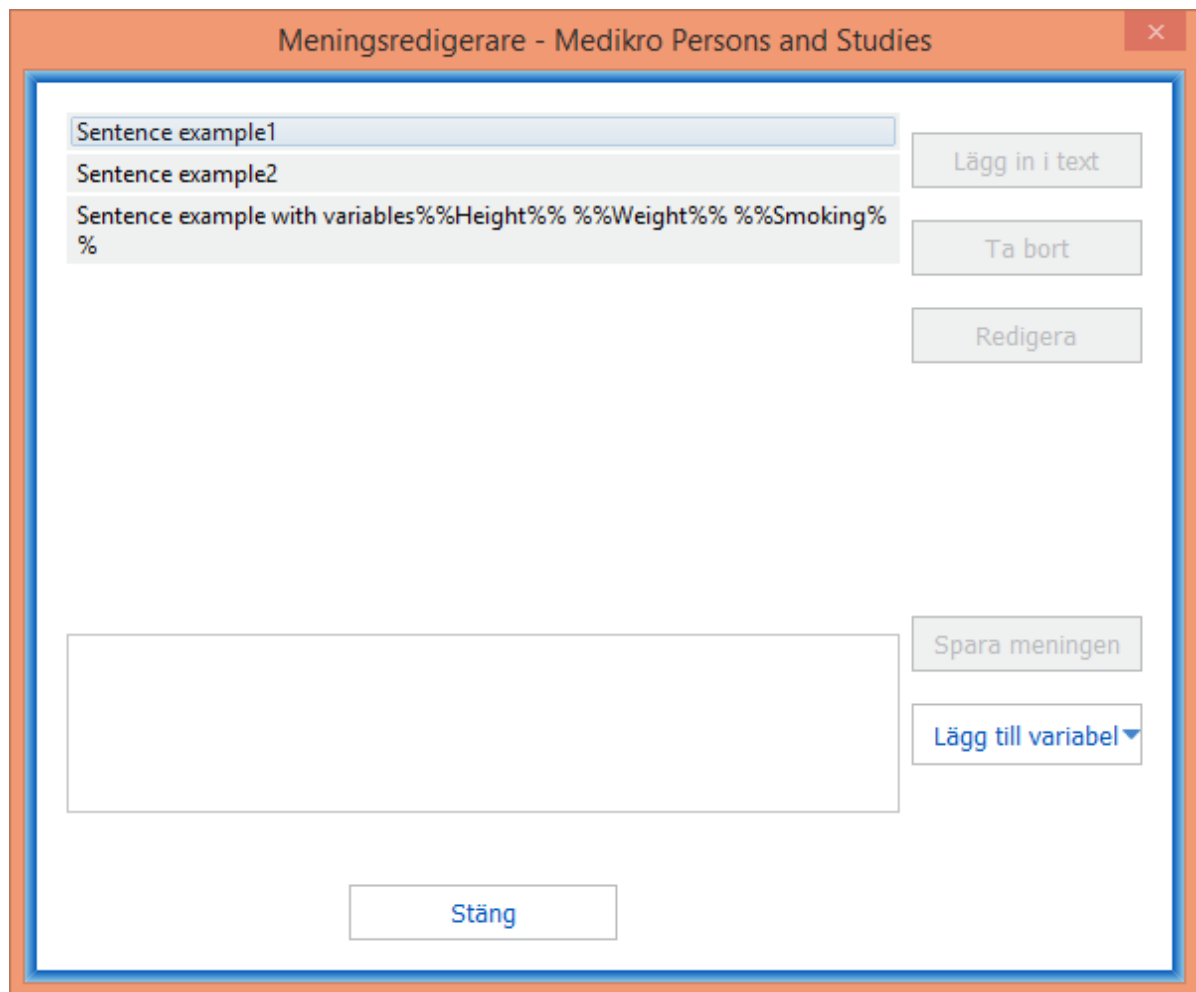 Meningsredigerare - Medikro Persons and Studies
Sentence example1
Lägg in i text
Sentence example2
Sentence example with variables%%Height%% %%Weight%% %%Smoking%
%
Ta bort
Redigera
Spara meningen
Lägg till variabel
Stäng